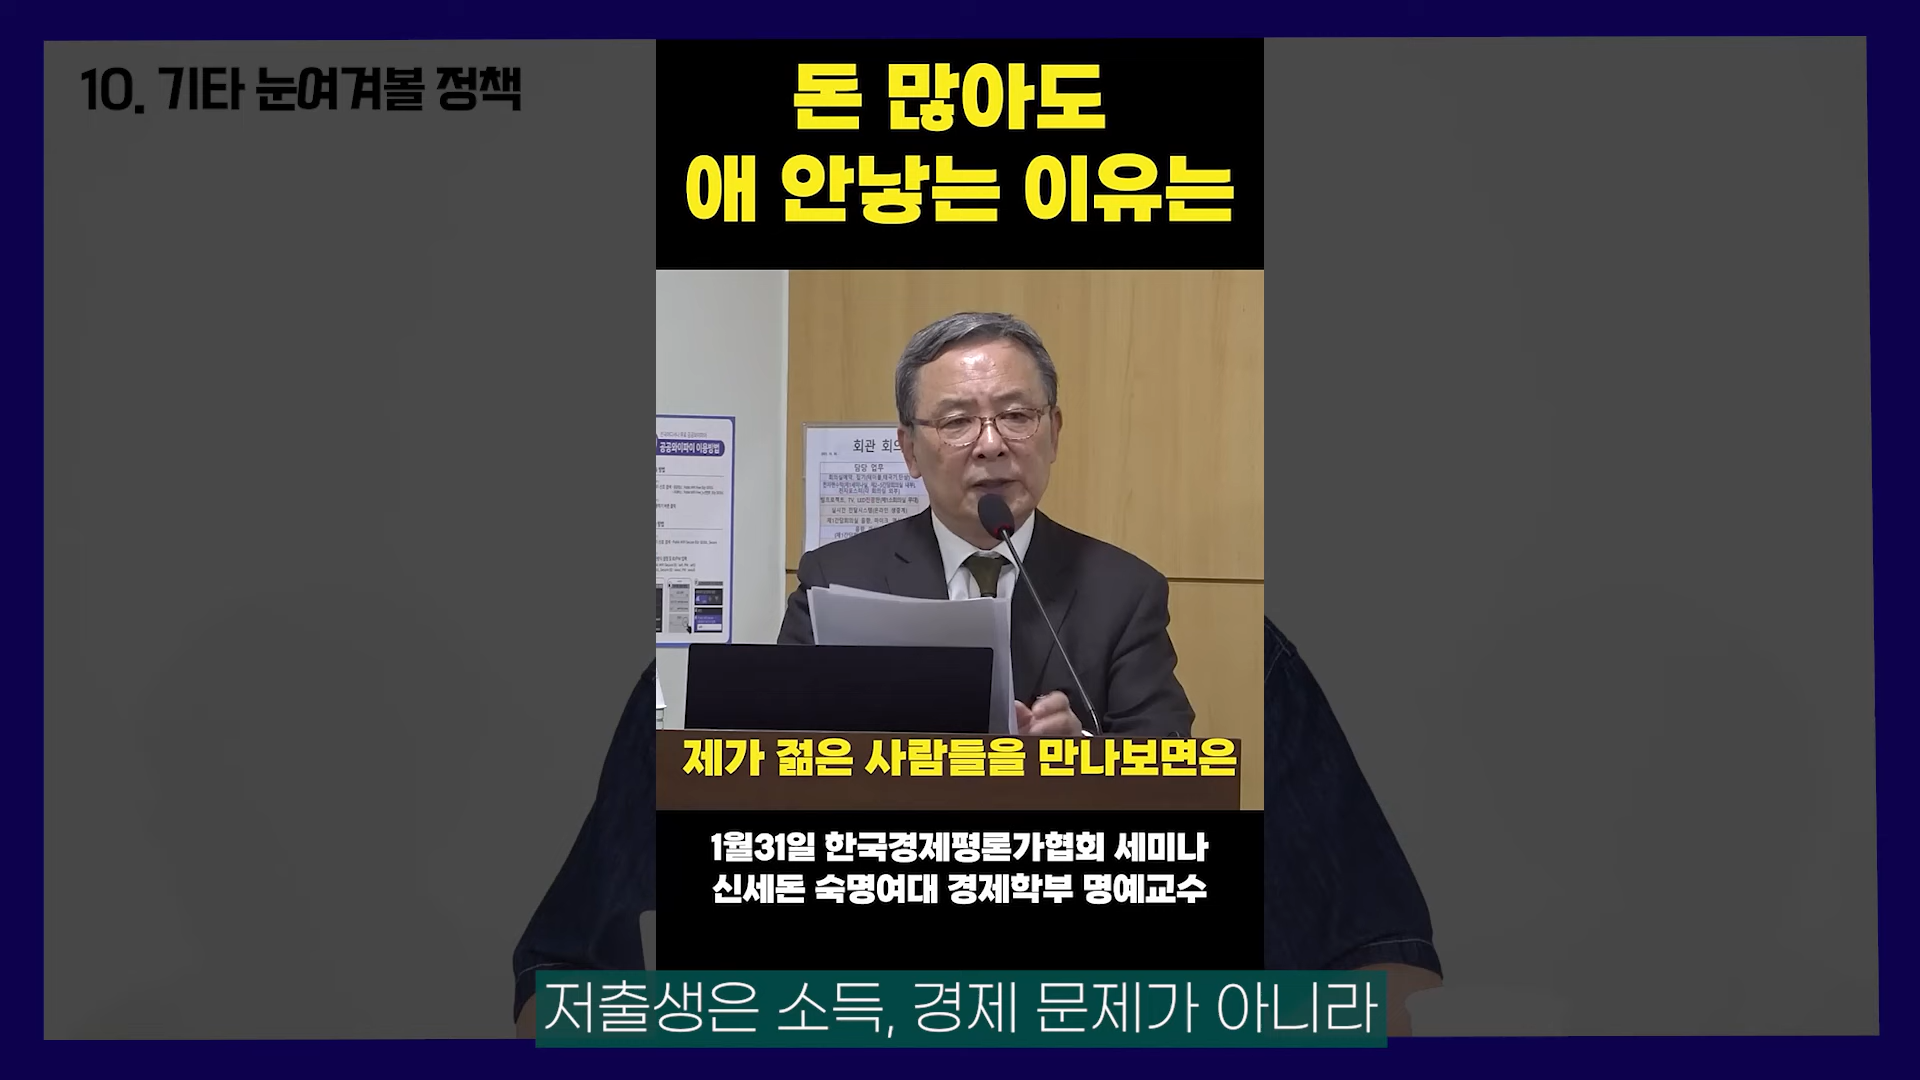 10. 기타 눈여겨볼 정책
돈 많아도
애 안낳는 이유는
공공와이파이 이용방법
회관 회의
담당 업무
제가 젊은 사람들을 만나보면은
1월31일 한국경제평론가협회 세미나
신세돈 숙명여대 경제학부 명예교수
저출생은 소득, 경제 문제가 아니라